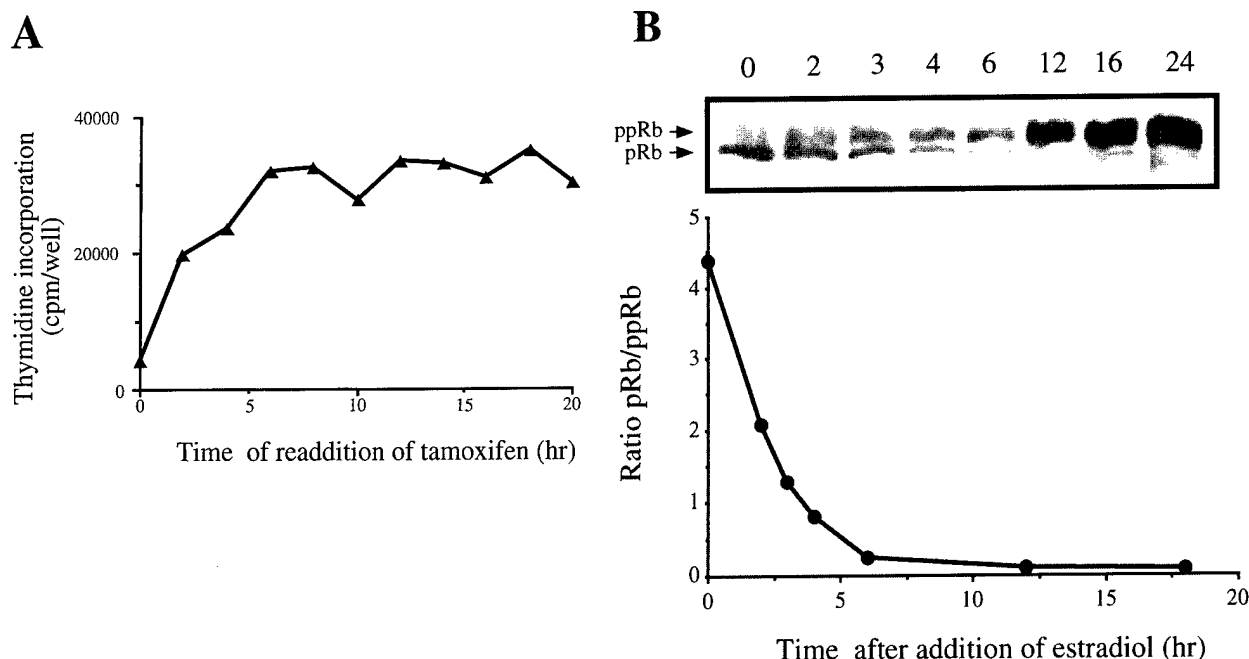 A
40000
20000
0
0 5 10 15 20
Thymidine incorporation
(cpm/well)
Time of readdition of tamoxifen (hr)
B
0 2 3 4 6 12 16 24
ppRb
pRb
5
4
3
2
1
0
0 5 10 15 20
Ratio pRb/ppRb
Time after addition of estradiol (hr)